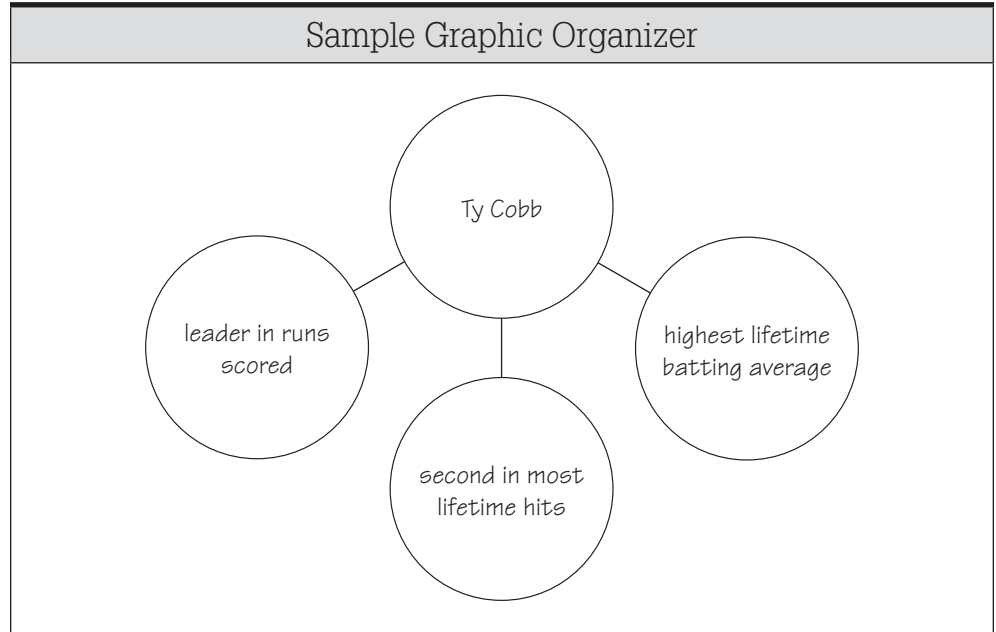 Sample Graphic Organizer
Ty Cobb
leader in runs
scored
highest lifetime
batting average
second in most
lifetime hits